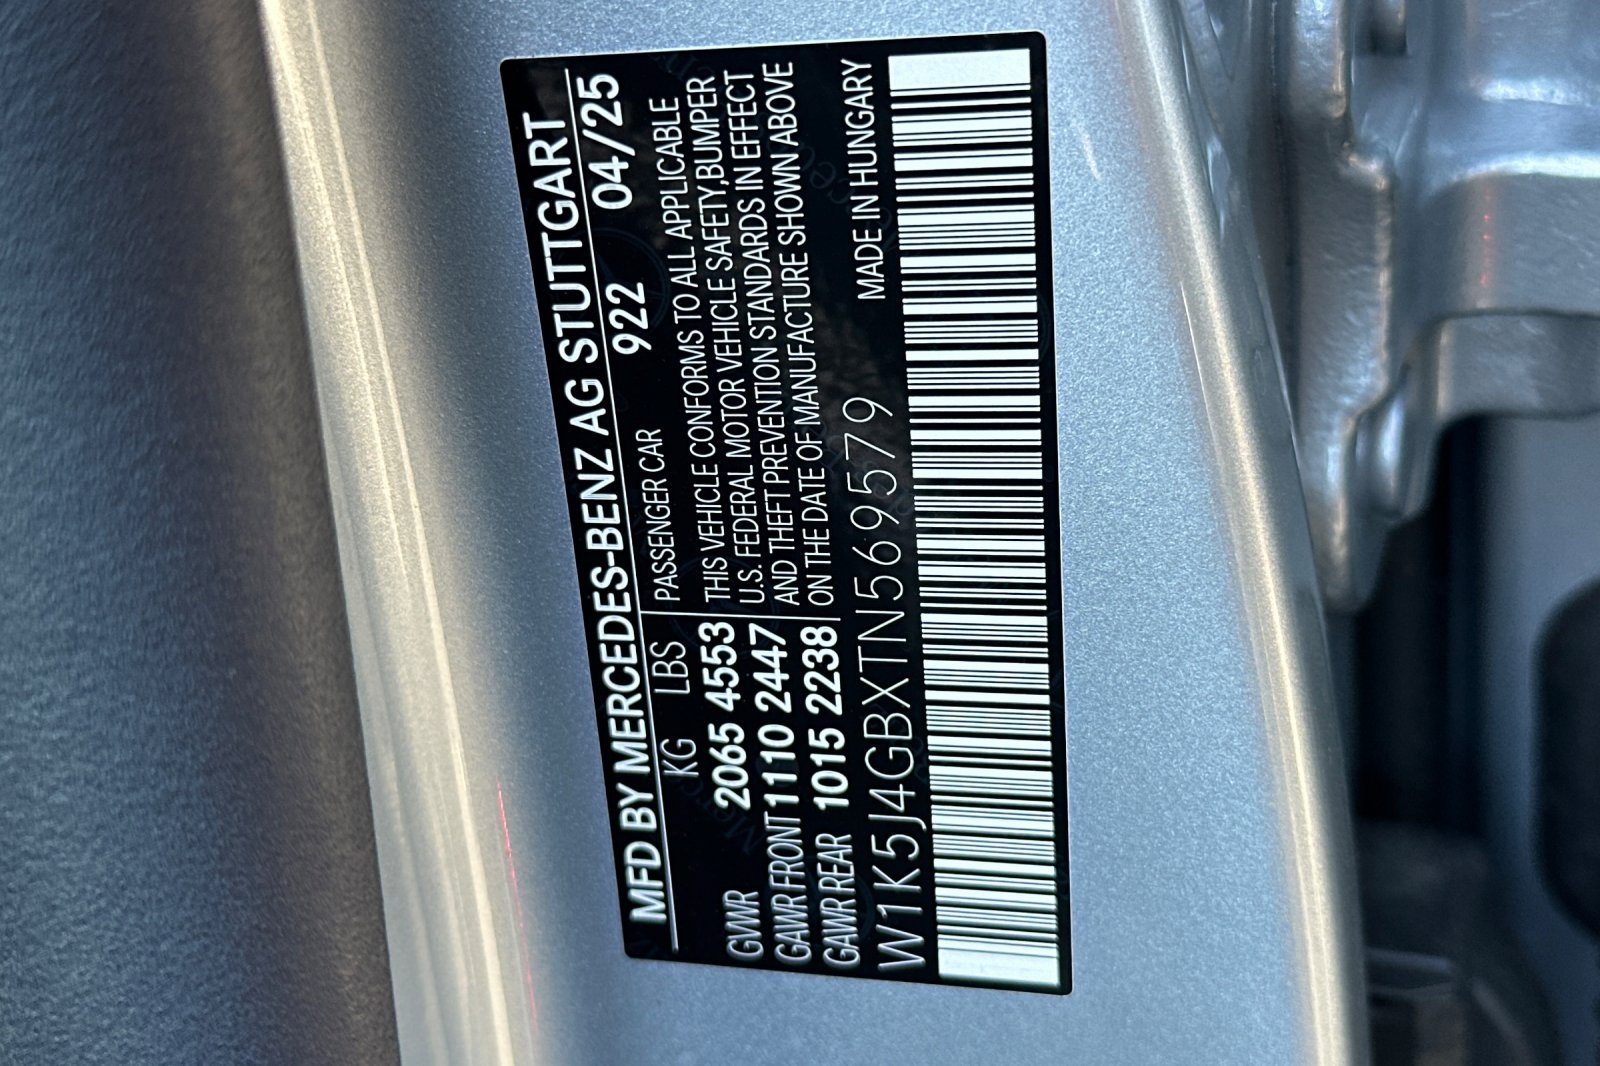 MFD BY MERCEDES-BENZ AG STUTTGART
922 04/25
KG LBS PASSENGER CAR
GVWR 2065 4553
GAWR FRONT 1110 2447
GAWR REAR 1015 2238
THIS VEHICLE CONFORMS TO ALL APPLICABLE
U.S. FEDERAL MOTOR VEHICLE SAFETY,BUMPER
AND THEFT PREVENTION STANDARDS IN EFFECT
ON THE DATE OF MANUFACTURE SHOWN ABOVE
W1K5J4GBXTN569579
MADE IN HUNGARY